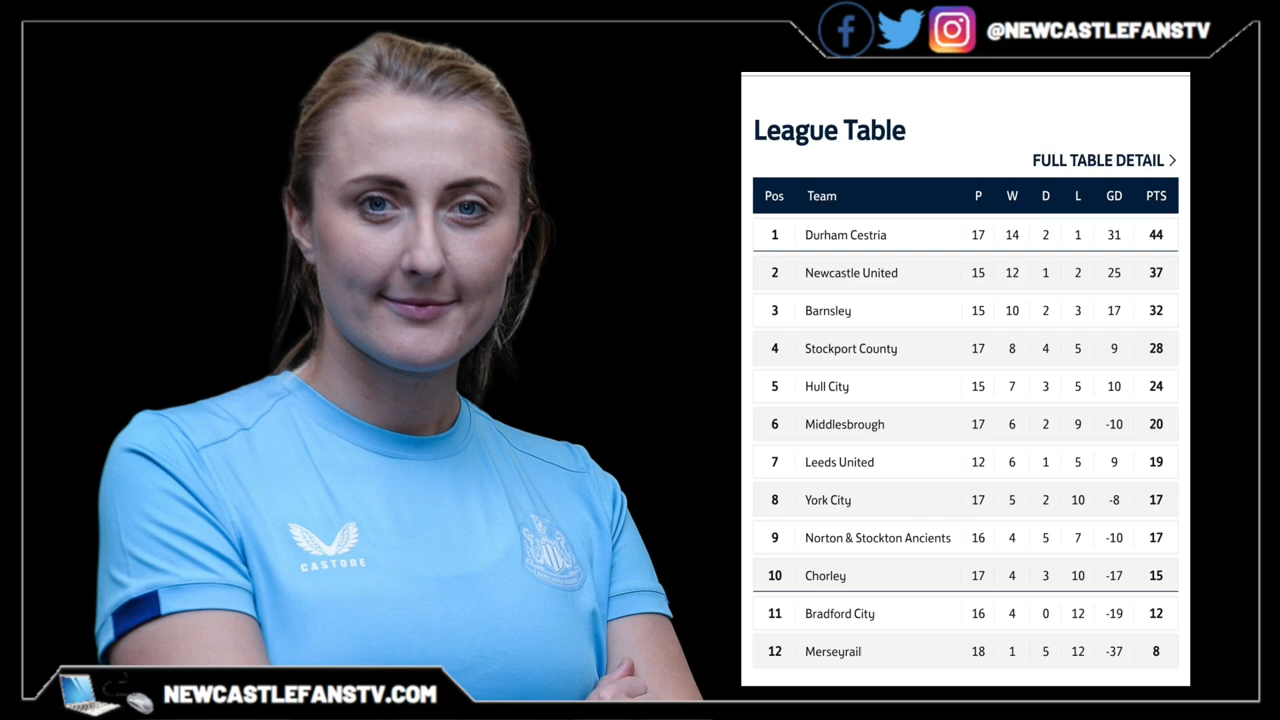 @NEWCASTLEFANSTV
League Table
FULL TABLE DETAIL >
Pos Team P W D L GD PTS
1 Durham Cestria 17 14 2 1 31 44
2 Newcastle United 15 12 1 2 25 37
3 Barnsley 15 10 2 3 17 32
4 Stockport County 17 8 4 5 9 28
5 Hull City 15 7 3 5 10 24
6 Middlesbrough 17 6 2 9 -10 20
7 Leeds United 12 6 1 5 9 19
8 York City 17 5 2 10 -8 17
9 Norton & Stockton Ancients 16 4 5 7 -10 17
10 Chorley 17 4 3 10 -17 15
11 Bradford City 16 4 0 12 -19 12
12 Merseyrail 18 1 5 12 -37 8
CASTORE
NEWCASTLEFANSTV.COM